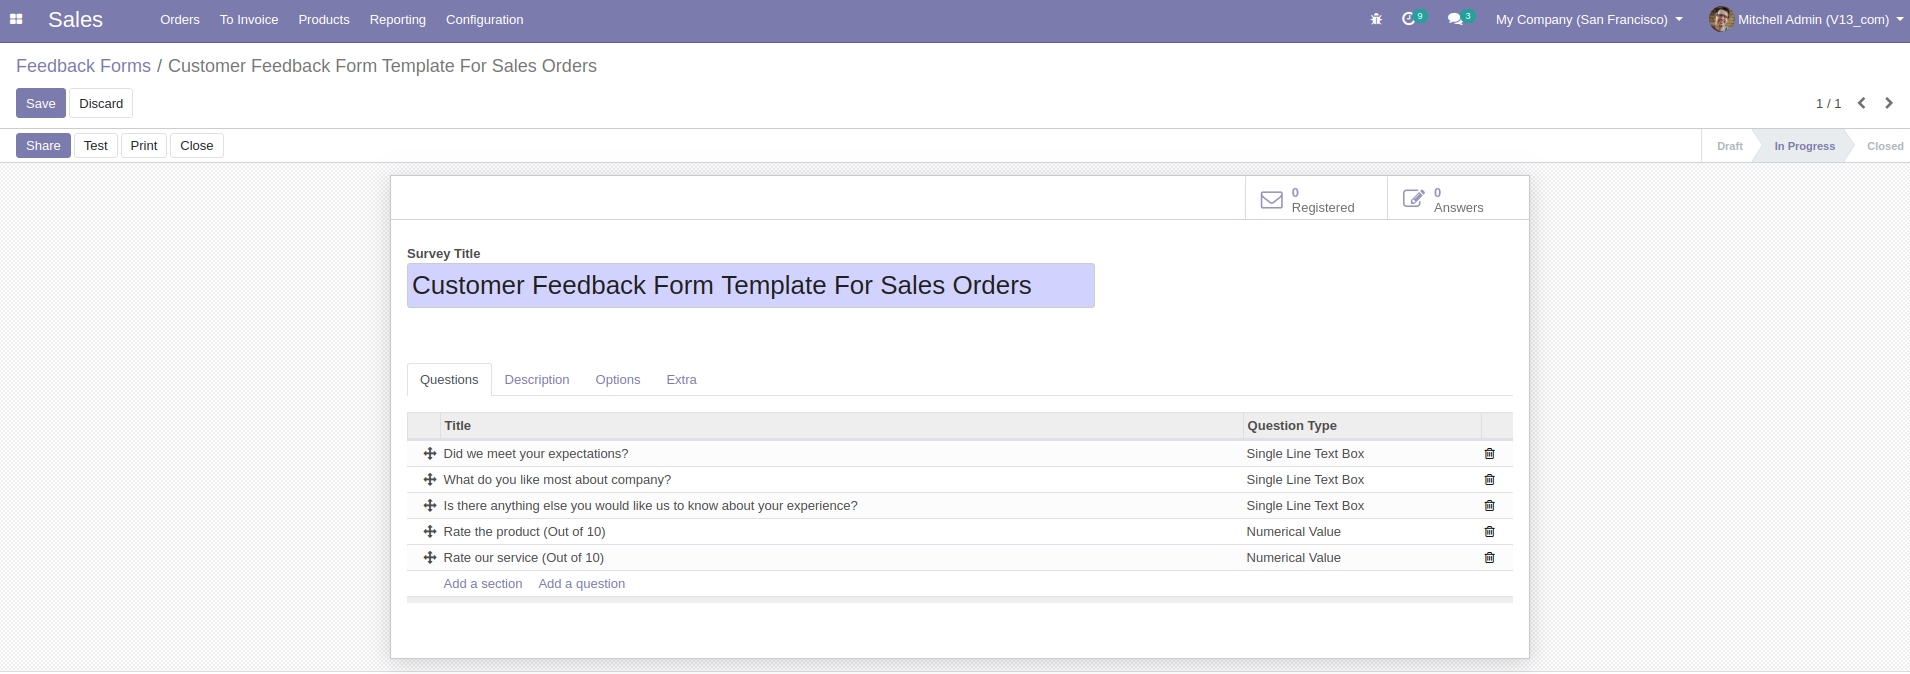 Sales Orders To Invoice Products Reporting Configuration 9 3 My Company (San Francisco) Mitchell Admin (V13_com)
Feedback Forms / Customer Feedback Form Template For Sales Orders
Save Discard 1 / 1
Share Test Print Close Draft In Progress Closed
0 0
Registered Answers
Survey Title
Customer Feedback Form Template For Sales Orders
Questions Description Options Extra
Title Question Type
Did we meet your expectations? Single Line Text Box
What do you like most about company? Single Line Text Box
Is there anything else you would like us to know about your experience? Single Line Text Box
Rate the product (Out of 10) Numerical Value
Rate our service (Out of 10) Numerical Value
Add a section Add a question